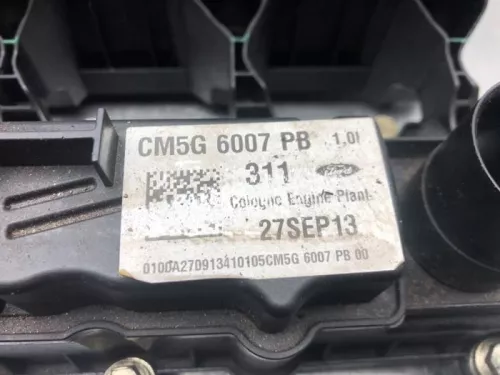 CM5G 6007 PB 1.0l
311 Ford
Cologne Engine Plant
27SEP13
0100A270913410105CM5G 6007 PB 00